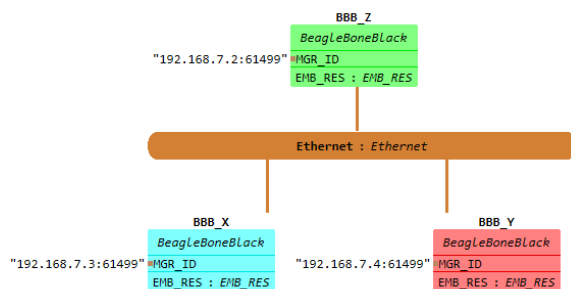 BBB_Z
BeagleBoneBlack
"192.168.7.2:61499" MGR_ID
EMB_RES : EMB_RES
Ethernet : Ethernet
BBB_X
BeagleBoneBlack
"192.168.7.3:61499" MGR_ID
EMB_RES : EMB_RES
BBB_Y
BeagleBoneBlack
"192.168.7.4:61499" MGR_ID
EMB_RES : EMB_RES